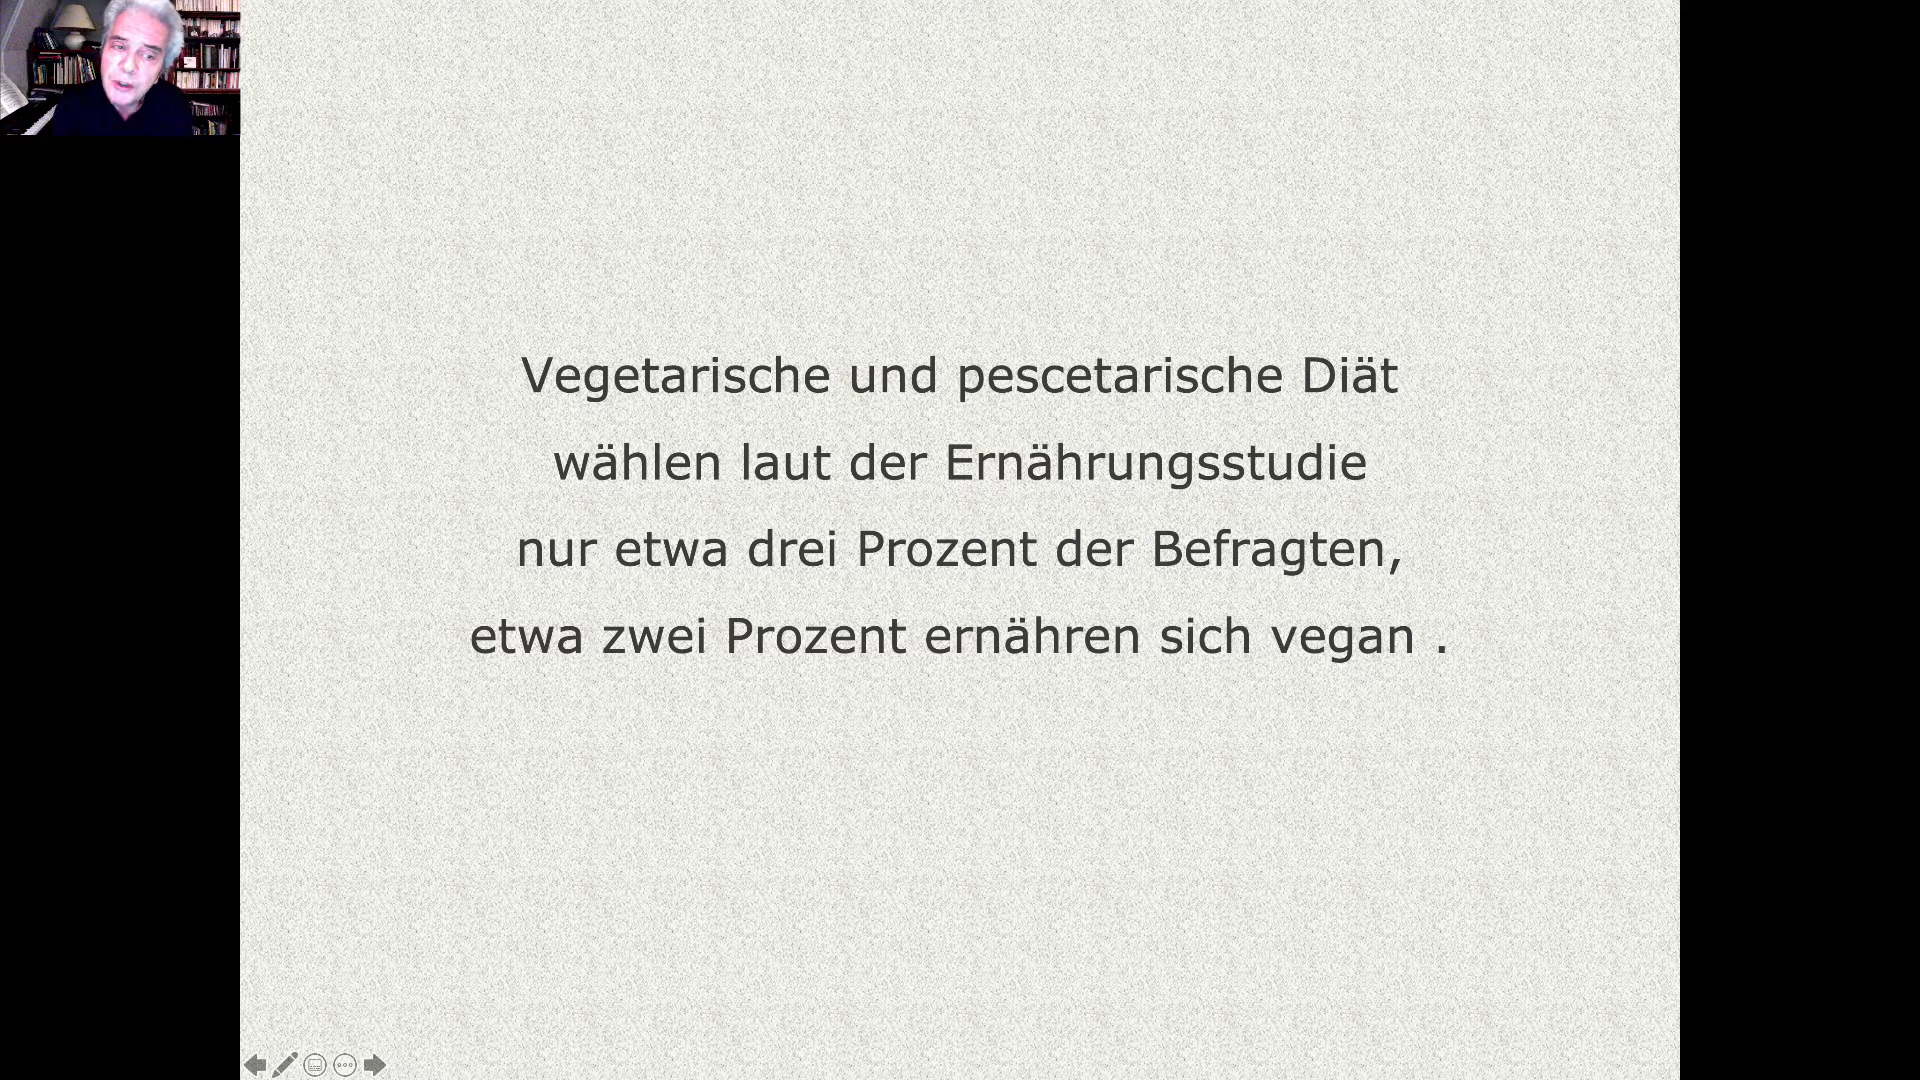 Vegetarische und pescetarische Diät
wählen laut der Ernährungsstudie
nur etwa drei Prozent der Befragten,
etwa zwei Prozent ernähren sich vegan .